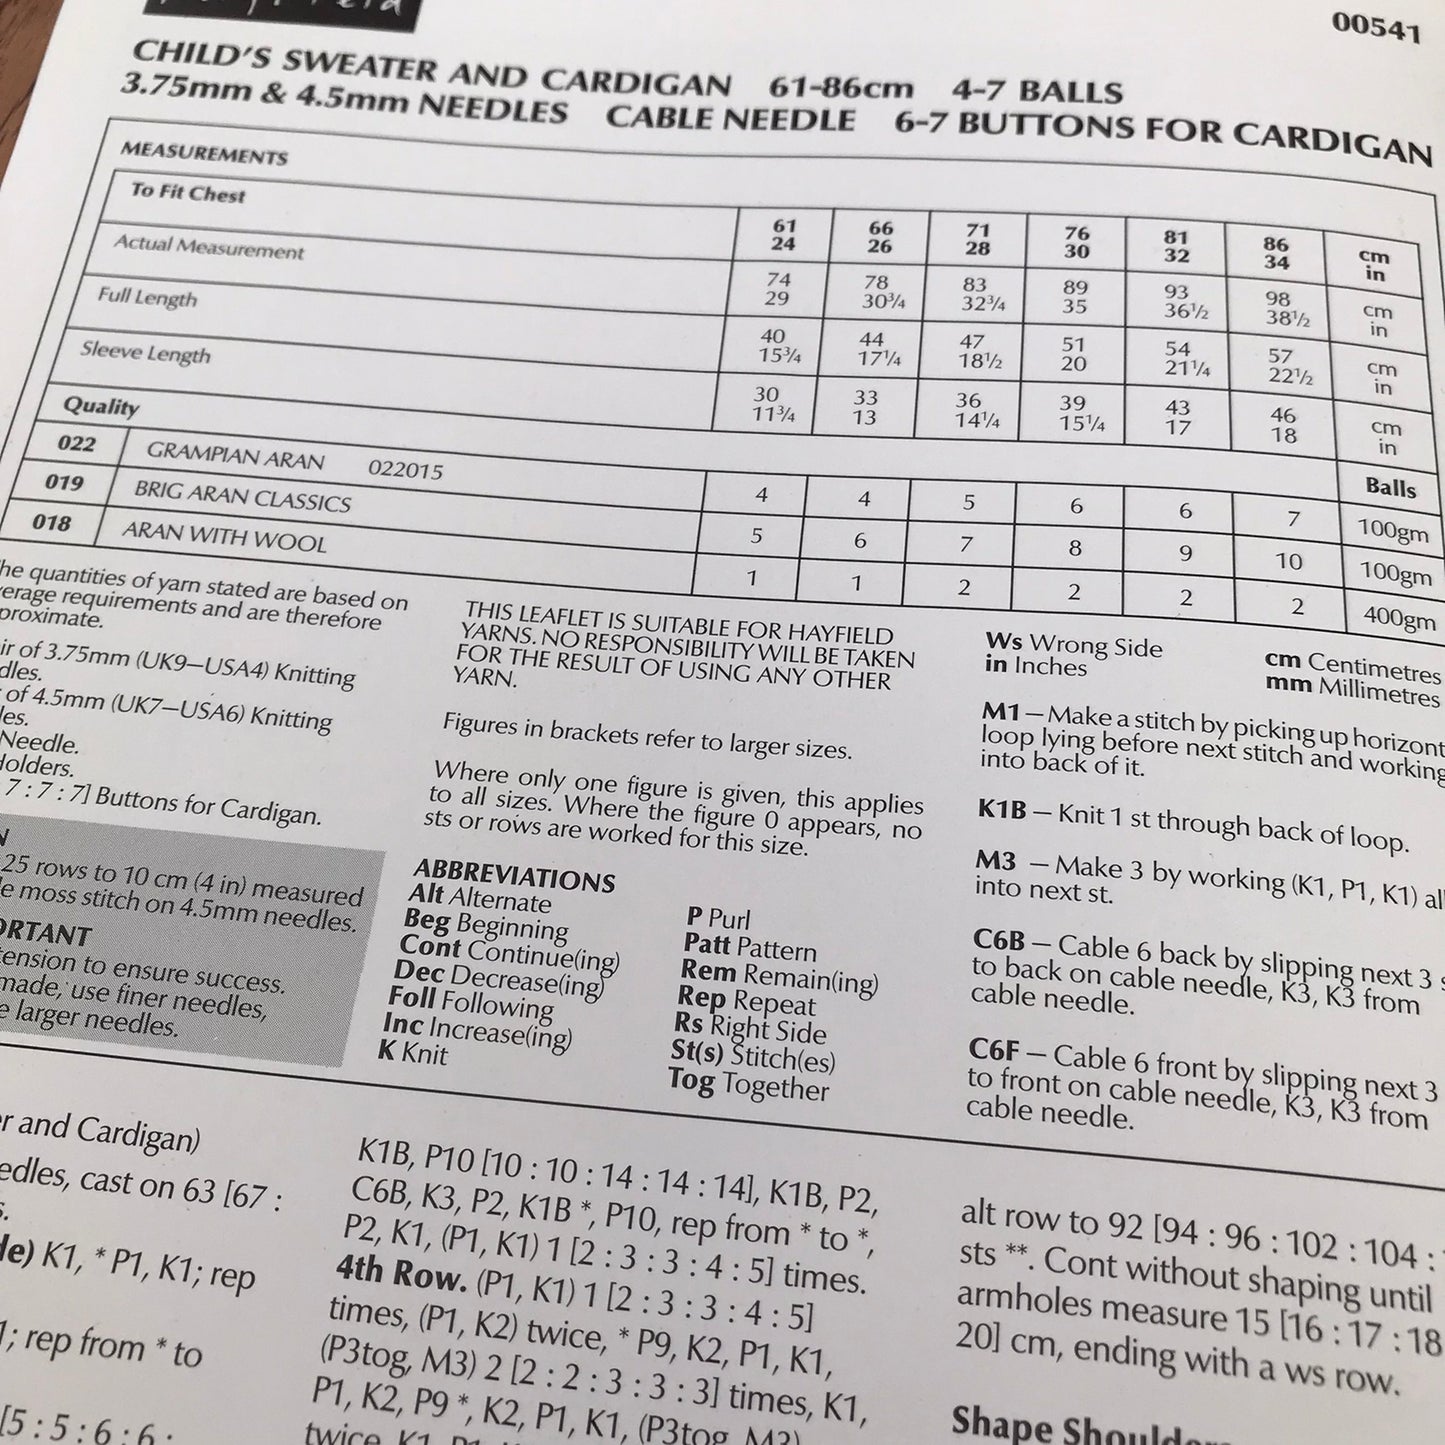 00541
CHILD'S SWEATER AND CARDIGAN 61-86cm 4-7 BALLS
3.75mm & 4.5mm NEEDLES CABLE NEEDLE 6-7 BUTTONS FOR CARDIGAN
MEASUREMENTS
To Fit Chest 61 66 71 76 81 86 cm
24 26 28 30 32 34 in
Actual Measurement 74 78 83 89 93 98 cm
29 30¾ 32¾ 35 36½ 38½ in
Full Length 40 44 47 51 54 57 cm
15¾ 17¼ 18½ 20 21¼ 22½ in
Sleeve Length 30 33 36 39 43 46 cm
11¾ 13 14¼ 15¼ 17 18 in
Quality Balls
022 GRAMPIAN ARAN 022015 4 4 5 6 6 7 100gm
019 BRIG ARAN CLASSICS 5 6 7 8 9 10 100gm
018 ARAN WITH WOOL 1 1 2 2 2 2 400gm
quantities of yarn stated are based on
requirements and are therefore
of 3.75mm (UK9—USA4) Knitting
of 4.5mm (UK7—USA6) Knitting
Needle.
7 : 7 : 7] Buttons for Cardigan.
25 rows to 10 cm (4 in) measured
moss stitch on 4.5mm needles.
to ensure success.
made, use finer needles,
larger needles.
THIS LEAFLET IS SUITABLE FOR HAYFIELD
YARNS. NO RESPONSIBILITY WILL BE TAKEN
FOR THE RESULT OF USING ANY OTHER
YARN.
Figures in brackets refer to larger sizes.
Where only one figure is given, this applies
to all sizes. Where the figure 0 appears, no
sts or rows are worked for this size.
ABBREVIATIONS
Alt Alternate
Beg Beginning
Cont Continue(ing)
Dec Decrease(ing)
Foll Following
Inc Increase(ing)
K Knit
P Purl
Patt Pattern
Rem Remain(ing)
Rep Repeat
Rs Right Side
St(s) Stitch(es)
Tog Together
Ws Wrong Side
in Inches
cm Centimetres
mm Millimetres
M1 — Make a stitch by picking up horizont
loop lying before next stitch and working
into back of it.
K1B — Knit 1 st through back of loop.
M3 — Make 3 by working (K1, P1, K1) al
into next st.
C6B — Cable 6 back by slipping next 3 s
to back on cable needle, K3, K3 from
cable needle.
C6F — Cable 6 front by slipping next 3
to front on cable needle, K3, K3 from
cable needle.
and Cardigan)
cast on 63 [67 :
K1, * P1, K1; rep
rep from * to
[5 : 5 : 6 : 6 :
K1B, P10 [10 : 10 : 14 : 14 : 14], K1B, P2,
C6B, K3, P2, K1B *, P10, rep from * to *,
P2, K1, (P1, K1) 1 [2 : 3 : 3 : 4 : 5] times.
4th Row. (P1, K1) 1 [2 : 3 : 3 : 4 : 5]
times, (P1, K2) twice, * P9, K2, P1, K1,
(P3tog, M3) 2 [2 : 2 : 3 : 3 : 3] times, K1,
P1, K2, P9 *, K2, P1, K1, (P3tog, M3)
twice, K1, P1
alt row to 92 [94 : 96 : 102 : 104 :
sts **. Cont without shaping until
armholes measure 15 [16 : 17 : 18
20] cm, ending with a ws row.
Shape